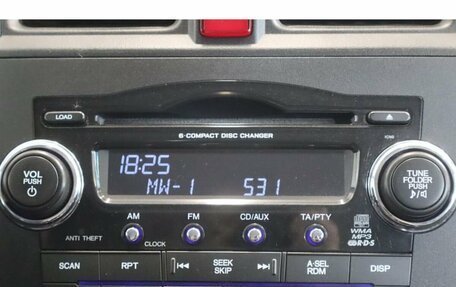 LOAD
6-COMPACT DISC CHANGER
18:25
MW-1 531
VOL
PUSH
TUNE
FOLDER
PUSH
AM FM CD/AUX TA/PTY
ANTI THEFT
CLOCK
WMA
MP3
R·D·S
SCAN RPT SEEK
SKIP A-SEL
RDM DISP